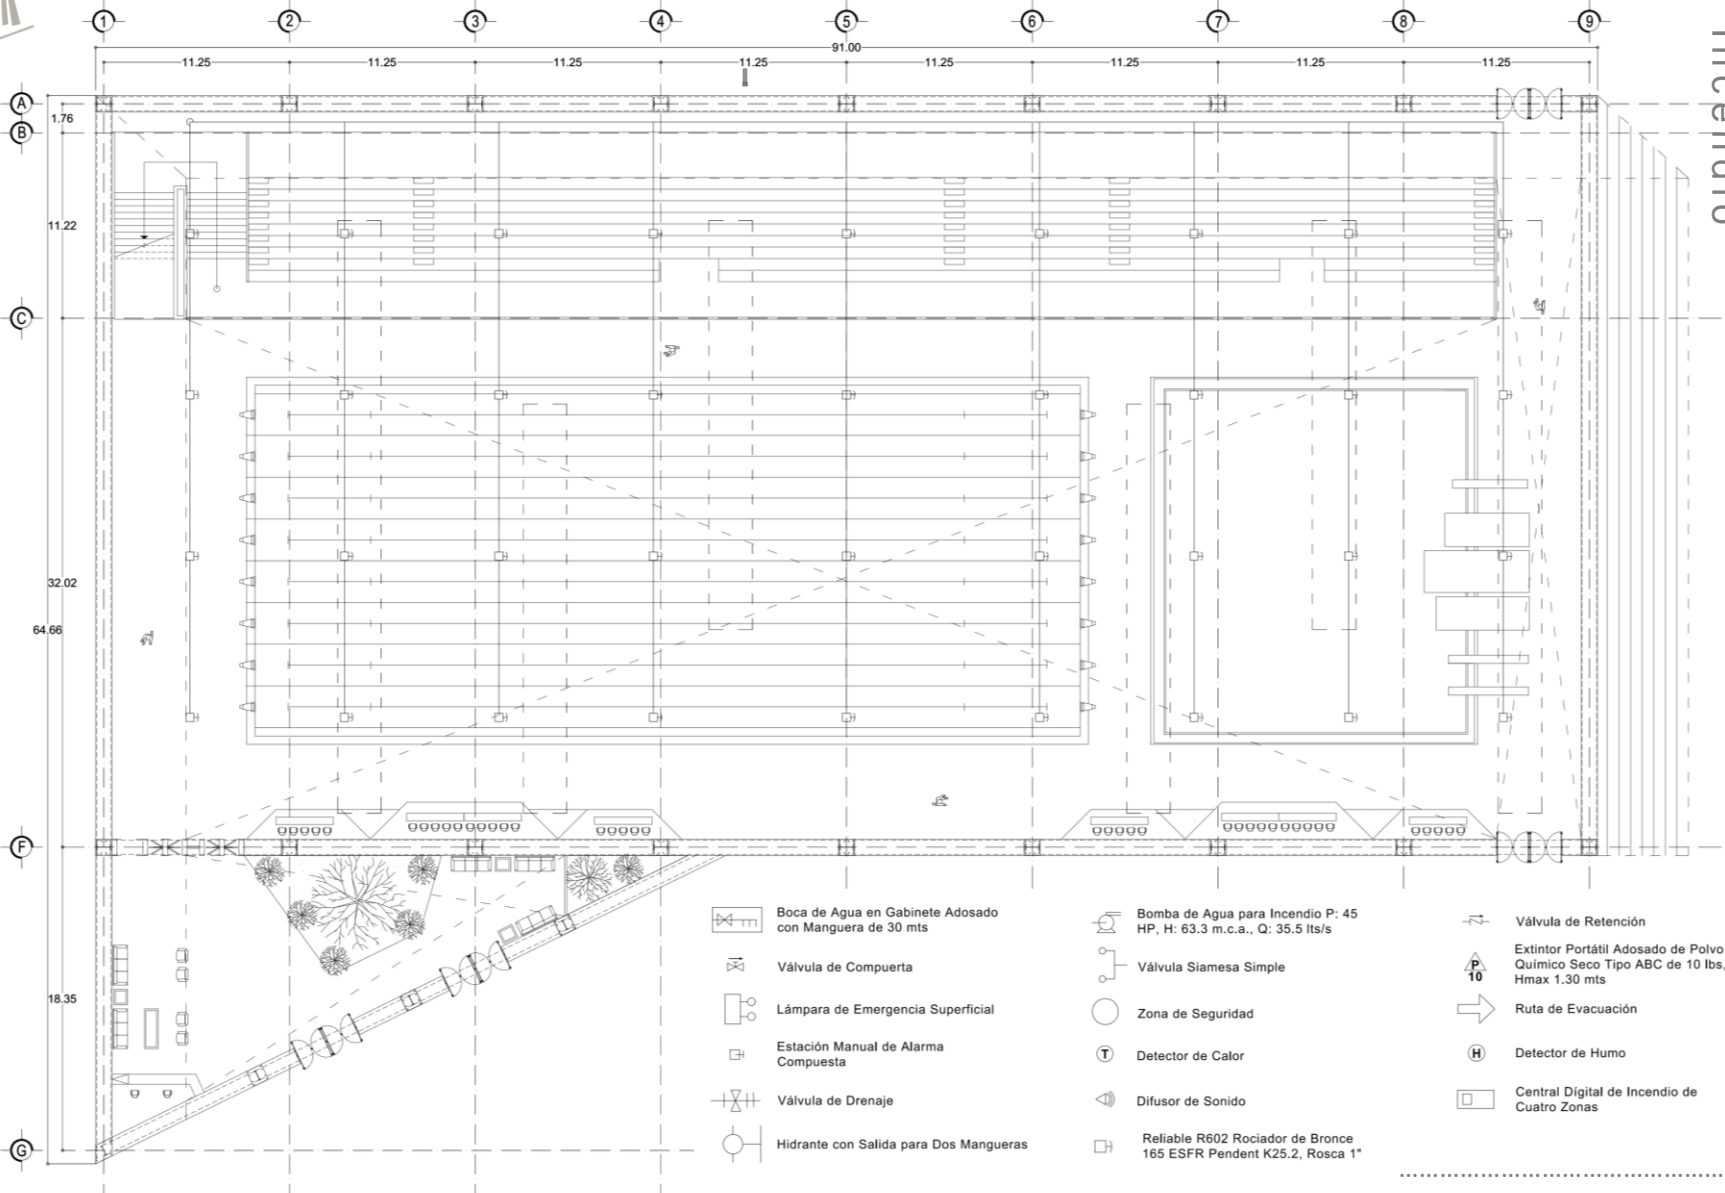 1 2 3 4 5 6 7 8 9
91.00
11.25 11.25 11.25 11.25 11.25 11.25 11.25 11.25
Incendio
A
1.76
B
11.22
C
32.02
64.66
F
18.35
G
Boca de Agua en Gabinete Adosado
con Manguera de 30 mts
Válvula de Compuerta
Lámpara de Emergencia Superficial
Estación Manual de Alarma
Compuesta
Válvula de Drenaje
Hidrante con Salida para Dos Mangueras
Bomba de Agua para Incendio P: 45
HP, H: 63.3 m.c.a., Q: 35.5 lts/s
Válvula Siamesa Simple
Zona de Seguridad
T
Detector de Calor
Difusor de Sonido
Reliable R602 Rociador de Bronce
165 ESFR Pendent K25.2, Rosca 1"
Válvula de Retención
P
10
Extintor Portátil Adosado de Polvo
Químico Seco Tipo ABC de 10 lbs,
Hmax 1.30 mts
Ruta de Evacuación
H
Detector de Humo
Central Digital de Incendio de
Cuatro Zonas